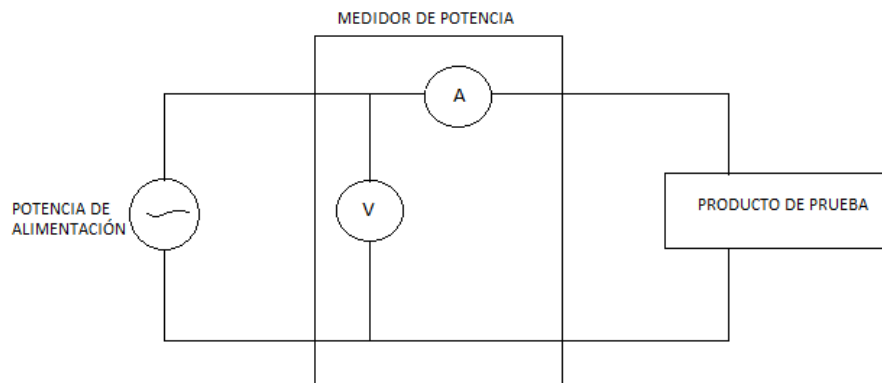 MEDIDOR DE POTENCIA
A
V
POTENCIA DE
ALIMENTACIÓN
PRODUCTO DE PRUEBA